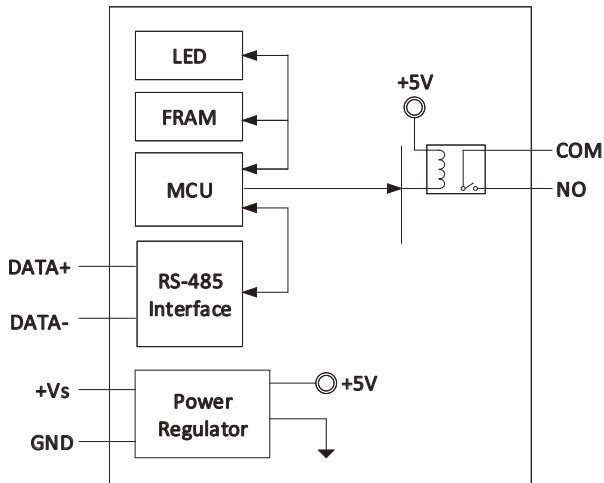 LED
+5V
FRAM
COM
MCU
NO
DATA+
RS-485
Interface
DATA-
+Vs
+5V
Power
Regulator
GND